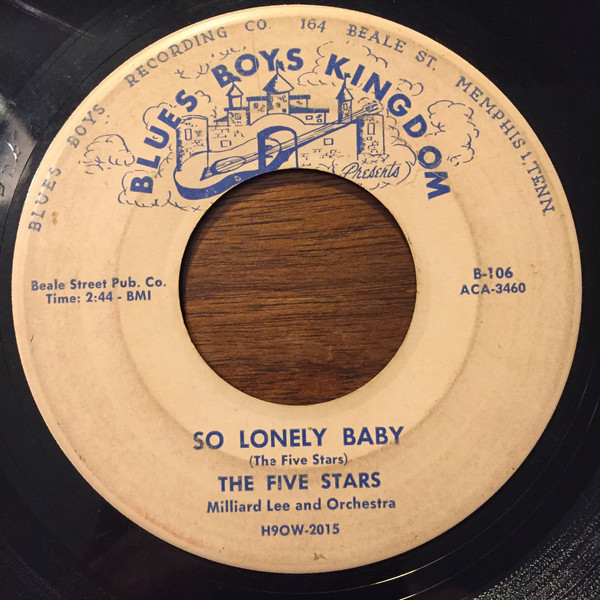 BLUES BOYS RECORDING CO. 164 BEALE ST. MEMPHIS 1, TENN.
BLUES BOYS KINGDOM
Presents
Beale Street Pub. Co.
Time: 2:44 - BMI
B-106
ACA-3460
SO LONELY BABY
(The Five Stars)
THE FIVE STARS
Milliard Lee and Orchestra
H9OW-2015